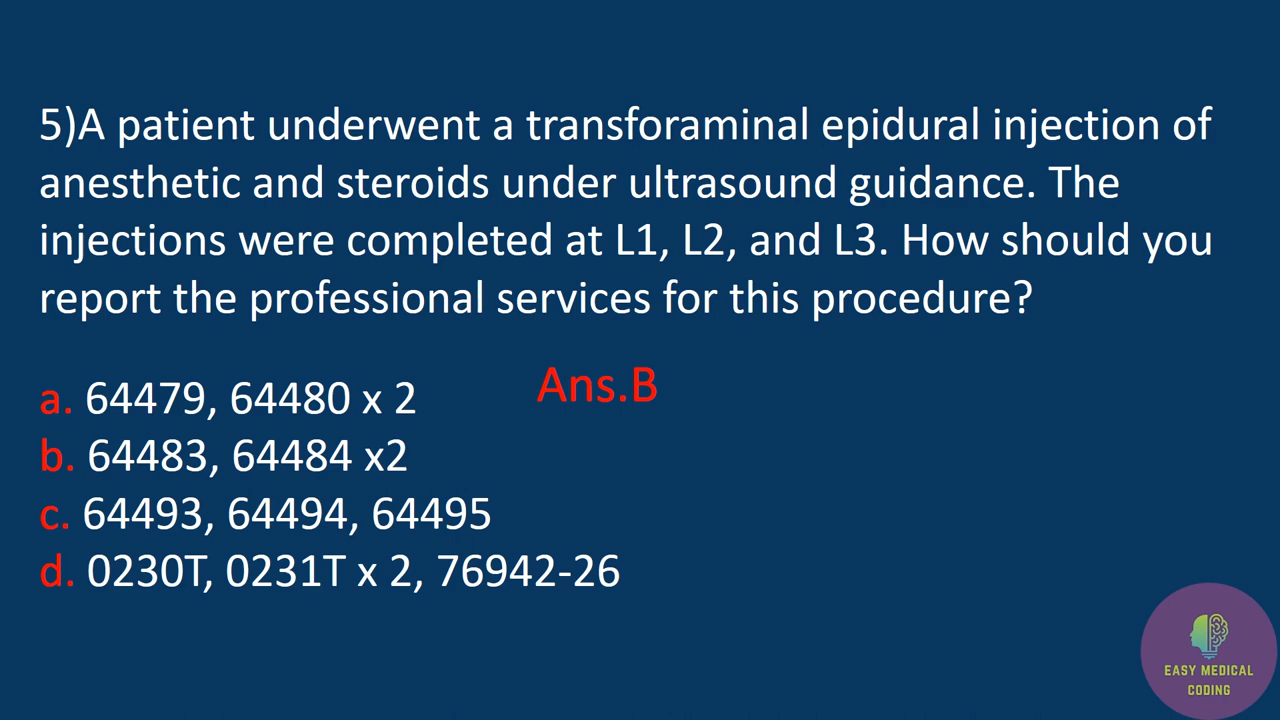 5)A patient underwent a transforaminal epidural injection of
anesthetic and steroids under ultrasound guidance. The
injections were completed at L1, L2, and L3. How should you
report the professional services for this procedure?
a. 64479, 64480 x 2
Ans.B
b. 64483, 64484 x2
c. 64493, 64494, 64495
d. 0230T, 0231T x 2, 76942-26
EASY MEDICAL
CODING